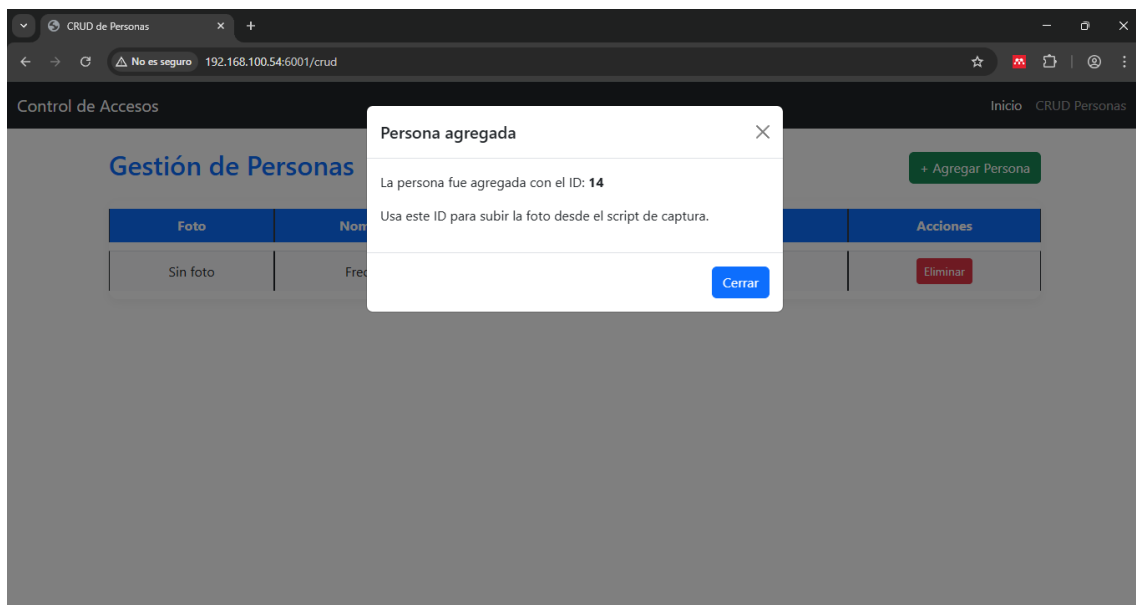 CRUD de Personas
No es seguro 192.168.100.54:6001/crud
Control de Accesos
Inicio CRUD Personas
Persona agregada
Gestión de Personas
+ Agregar Persona
La persona fue agregada con el ID: 14
Usa este ID para subir la foto desde el script de captura.
Foto
Acciones
Sin foto
Eliminar
Cerrar